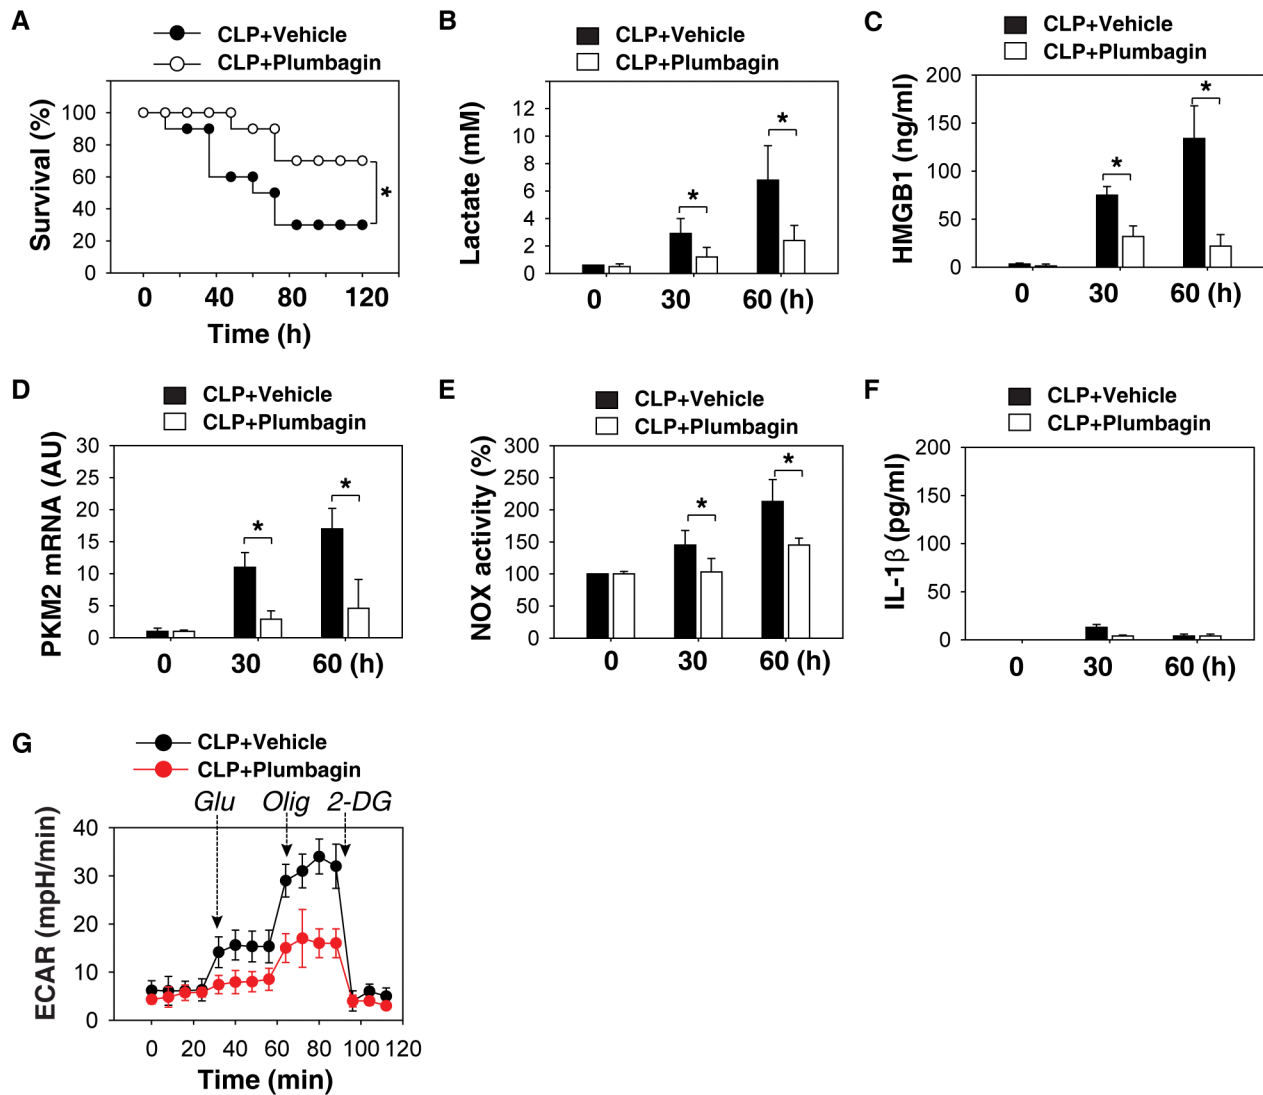 A
CLP+Vehicle
CLP+Plumbagin
Survival (%)
100
80
60
40
20
0
*
0 40 80 120
Time (h)
B
CLP+Vehicle
CLP+Plumbagin
Lactate (mM)
12
10
8
6
4
2
0
*
*
0 30 60 (h)
C
CLP+Vehicle
CLP+Plumbagin
HMGB1 (ng/ml)
200
150
100
50
0
*
*
0 30 60 (h)
D
CLP+Vehicle
CLP+Plumbagin
PKM2 mRNA (AU)
30
25
20
15
10
5
0
*
*
0 30 60 (h)
E
CLP+Vehicle
CLP+Plumbagin
NOX activity (%)
300
250
200
150
100
50
0
*
*
0 30 60 (h)
F
CLP+Vehicle
CLP+Plumbagin
IL-1β (pg/ml)
200
150
100
50
0
0 30 60 (h)
G
CLP+Vehicle
CLP+Plumbagin
Glu Olig 2-DG
ECAR (mpH/min)
40
30
20
10
0
0 20 40 60 80 100 120
Time (min)